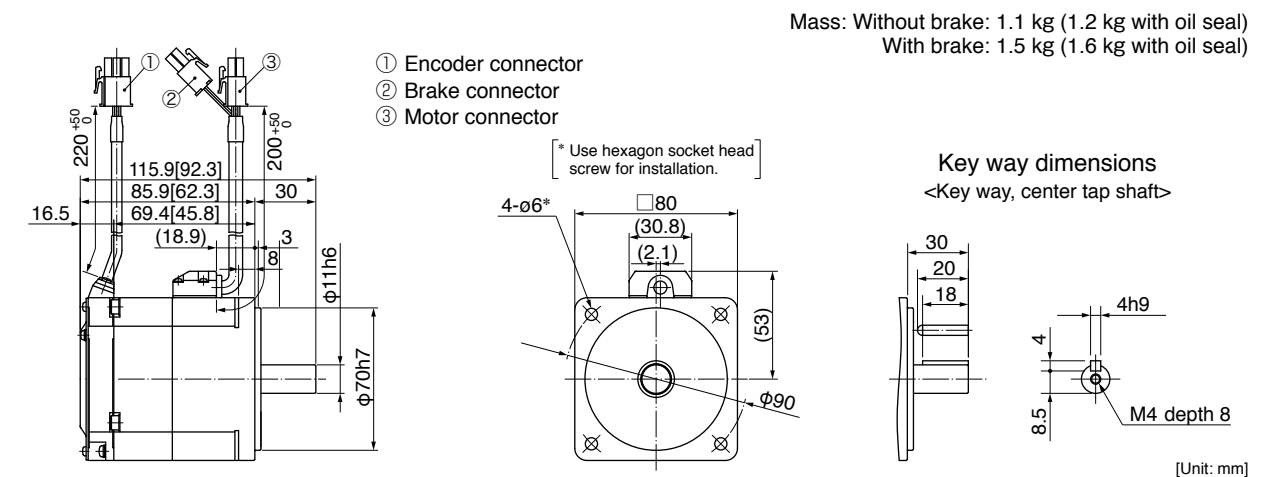 Mass: Without brake: 1.1 kg (1.2 kg with oil seal)
With brake: 1.5 kg (1.6 kg with oil seal)
①
②
③
① Encoder connector
② Brake connector
③ Motor connector
220 +50 0
200 +50 0
115.9[92.3]
85.9[62.3]
30
16.5
69.4[45.8]
(18.9)
3
8
ϕ11h6
ϕ70h7
* Use hexagon socket head
screw for installation.
4-ø6*
□80
(30.8)
(2.1)
(53)
ϕ90
Key way dimensions
<Key way, center tap shaft>
30
20
18
4h9
4
8.5
M4 depth 8
[Unit: mm]